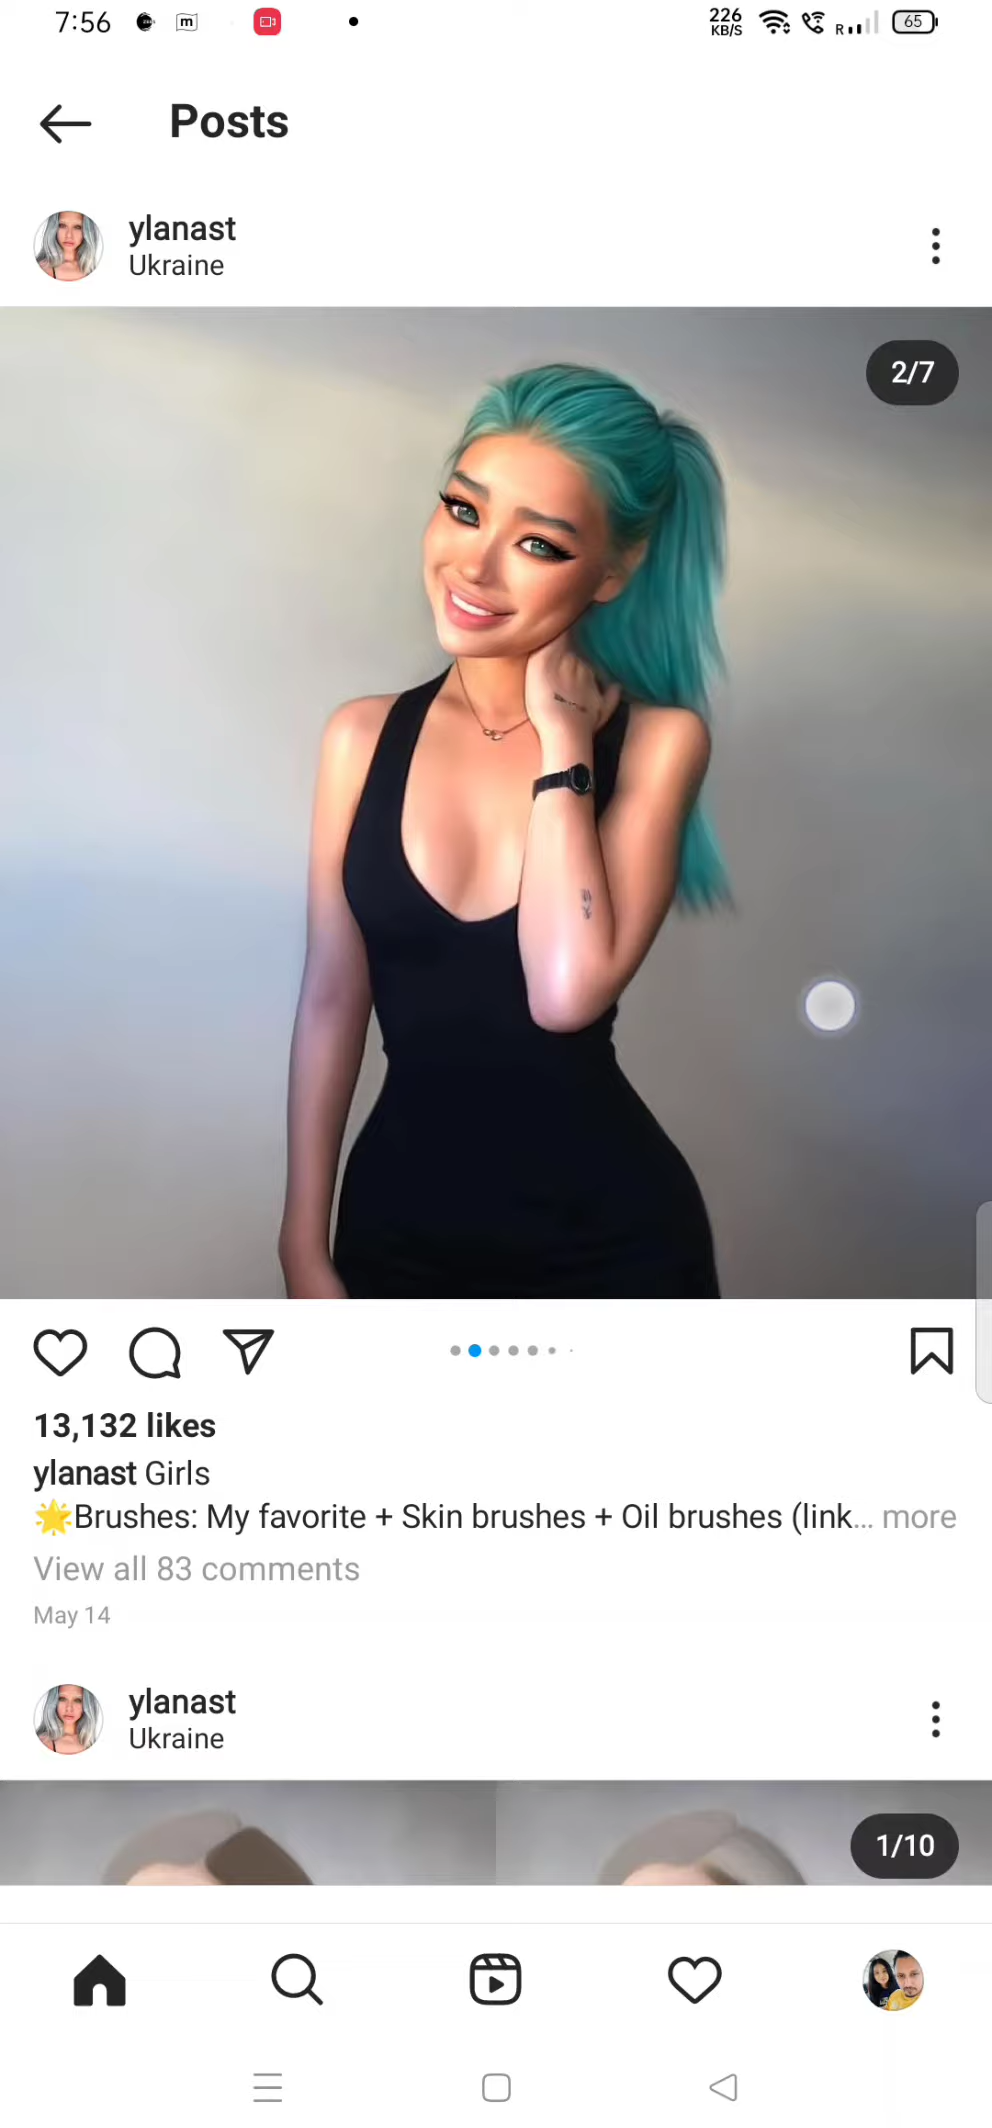 7:56
m
226
KB/S
R
65
Posts
ylanast
Ukraine
2/7
13,132 likes
ylanast Girls
🌟Brushes: My favorite + Skin brushes + Oil brushes (link... more
View all 83 comments
May 14
ylanast
Ukraine
1/10